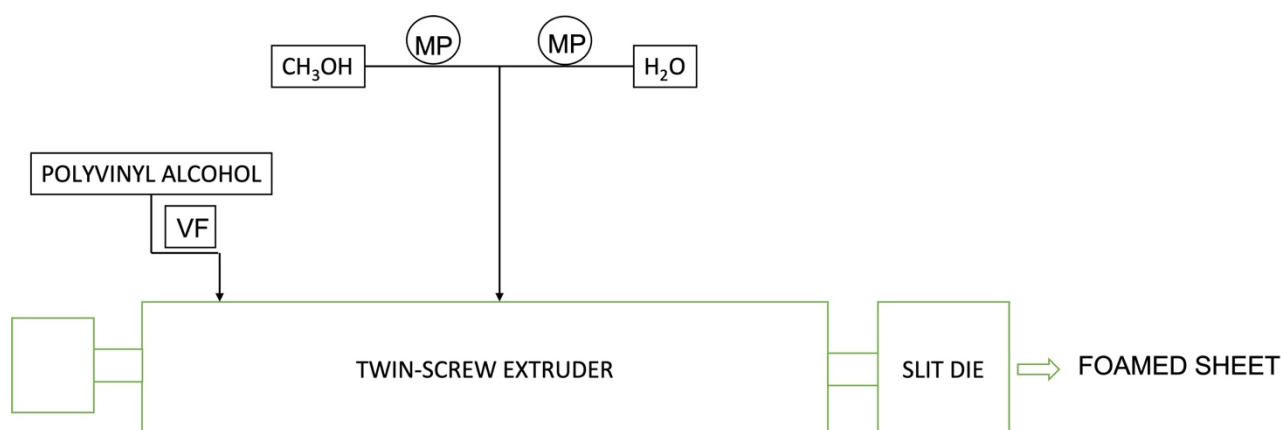 MP
MP
CH₃OH
H₂O
POLYVINYL ALCOHOL
VF
TWIN-SCREW EXTRUDER
SLIT DIE
FOAMED SHEET